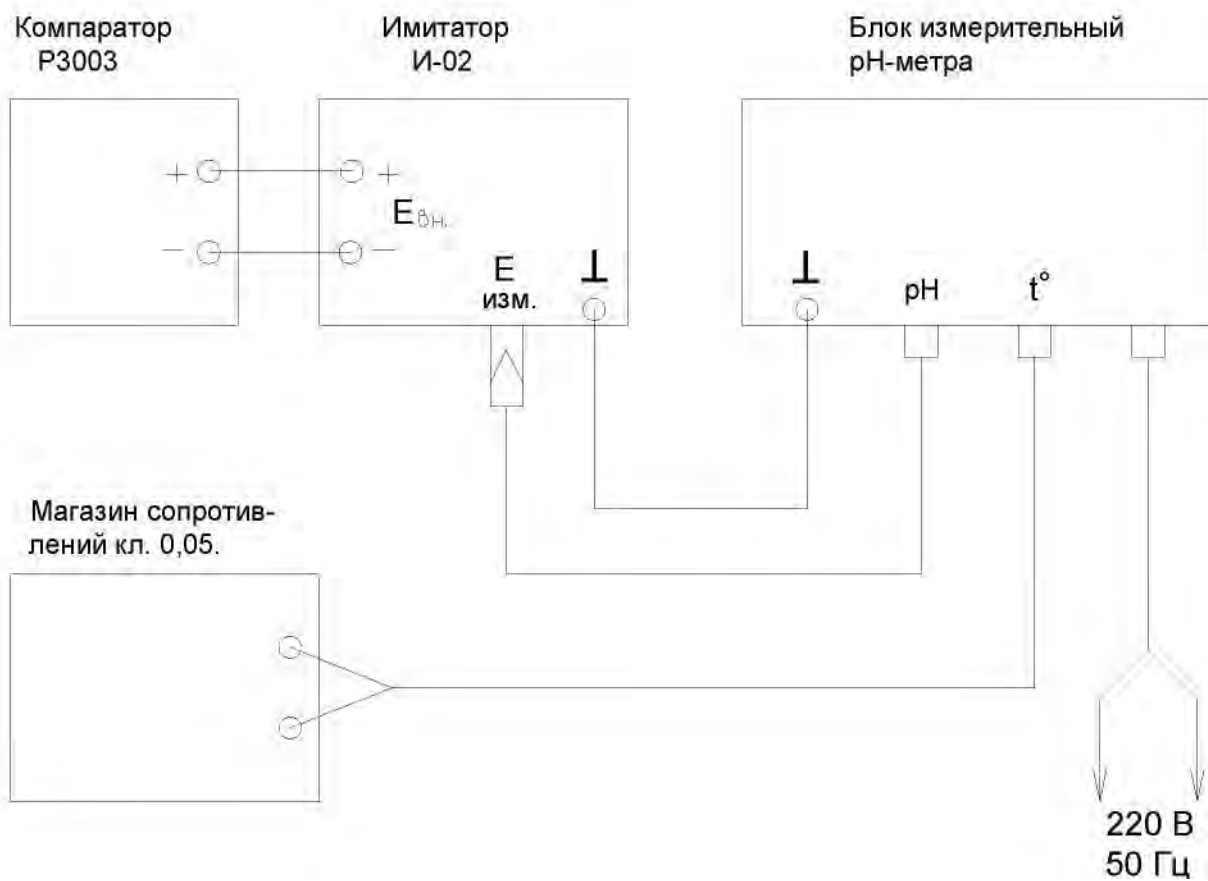 Компаратор
Р3003
Имитатор
И-02
Блок измерительный
pH-метра
+
+
Eвн.
−
−
E
изм.
⊥
⊥
pH
t°
Магазин сопротив-
лений кл. 0,05.
220 В
50 Гц